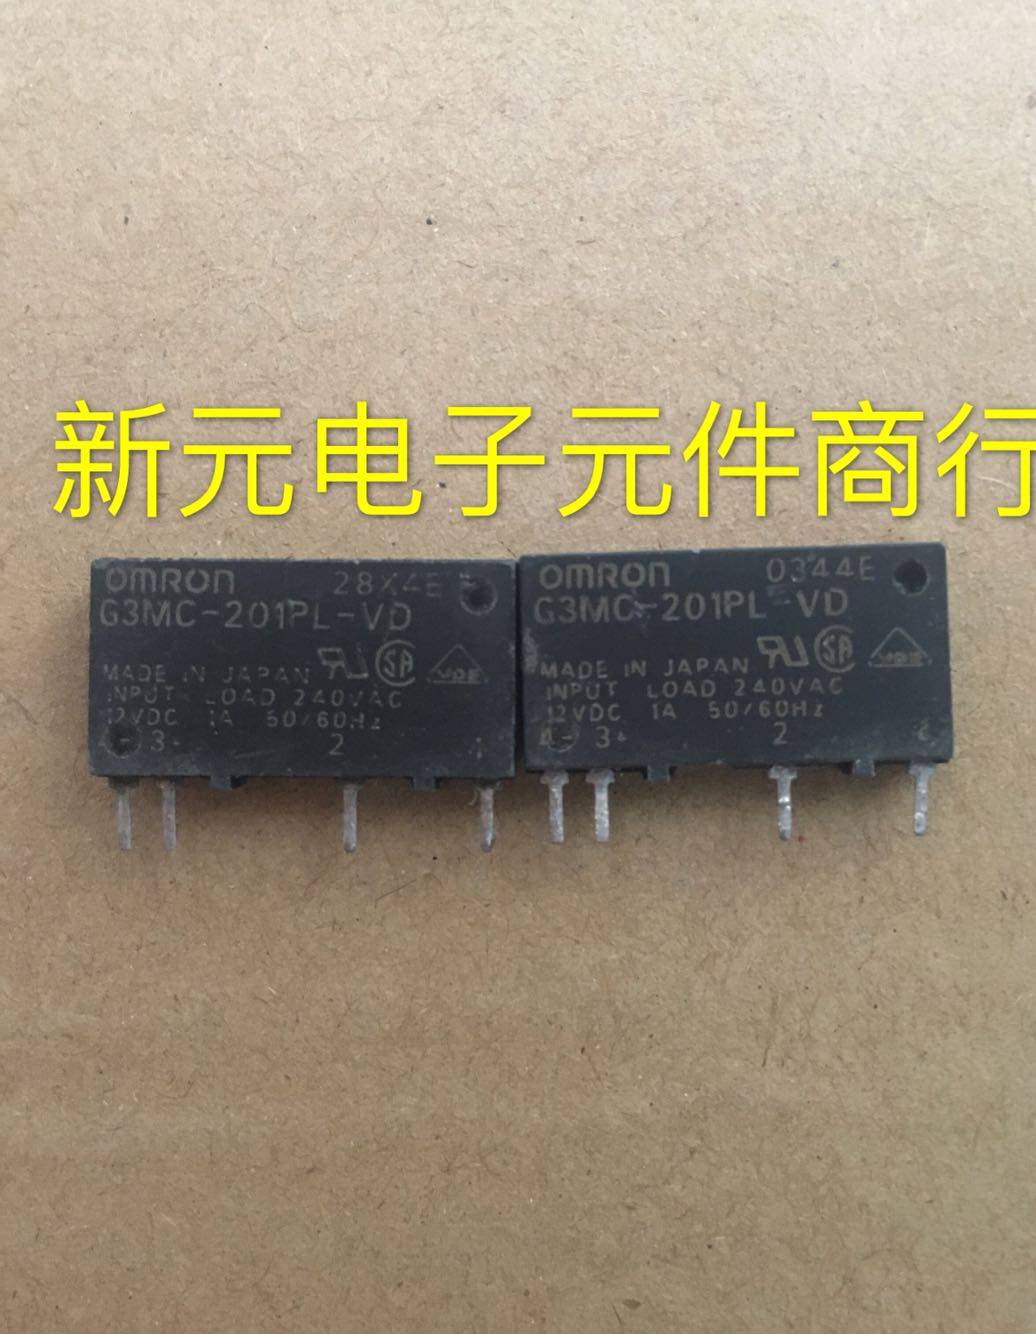 新元电子元件商行
OMRON 28X4E
G3MC-201PL-VD
MADE IN JAPAN
INPUT LOAD 240VAC
12VDC 1A 50/60Hz
4- 3+ 2 1
OMRON 0344E
G3MC-201PL-VD
MADE IN JAPAN
INPUT LOAD 240VAC
12VDC 1A 50/60Hz
4- 3+ 2